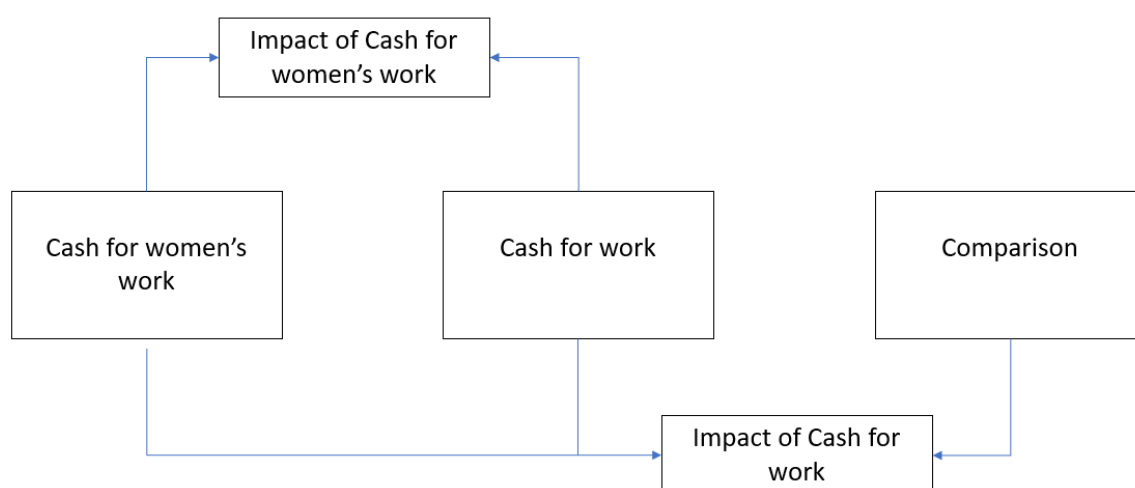 Impact of Cash for
women’s work
Cash for women’s
work
Cash for work
Comparison
Impact of Cash for
work